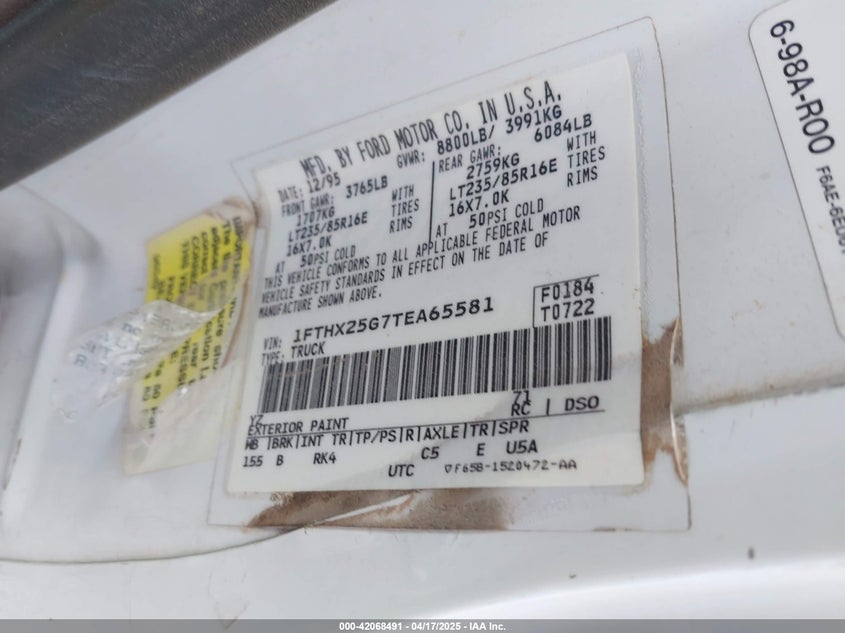 MFD. BY FORD MOTOR CO. IN U.S.A.
DATE: 12/95 GVWR: 8800LB/ 3991KG
FRONT GAWR: 3765LB REAR GAWR: 6084LB
1707KG WITH 2759KG WITH
LT235/85R16E TIRES LT235/85R16E TIRES
16X7.0K RIMS 16X7.0K RIMS
AT 50PSI COLD AT 50PSI COLD
THIS VEHICLE CONFORMS TO ALL APPLICABLE FEDERAL MOTOR
VEHICLE SAFETY STANDARDS IN EFFECT ON THE DATE OF
MANUFACTURE SHOWN ABOVE.
VIN: 1FTHX25G7TEA65581 F0184
TYPE: TRUCK T0722
YZ 71
EXTERIOR PAINT RC DSO
WB BRK INT TR TP/PS R AXLE TR SPR
155 B RK4 C5 E U5A
UTC ▽F65B-1520472-AA
6-98A-R00
000-42068491 - 04/17/2025 - IAA Inc.